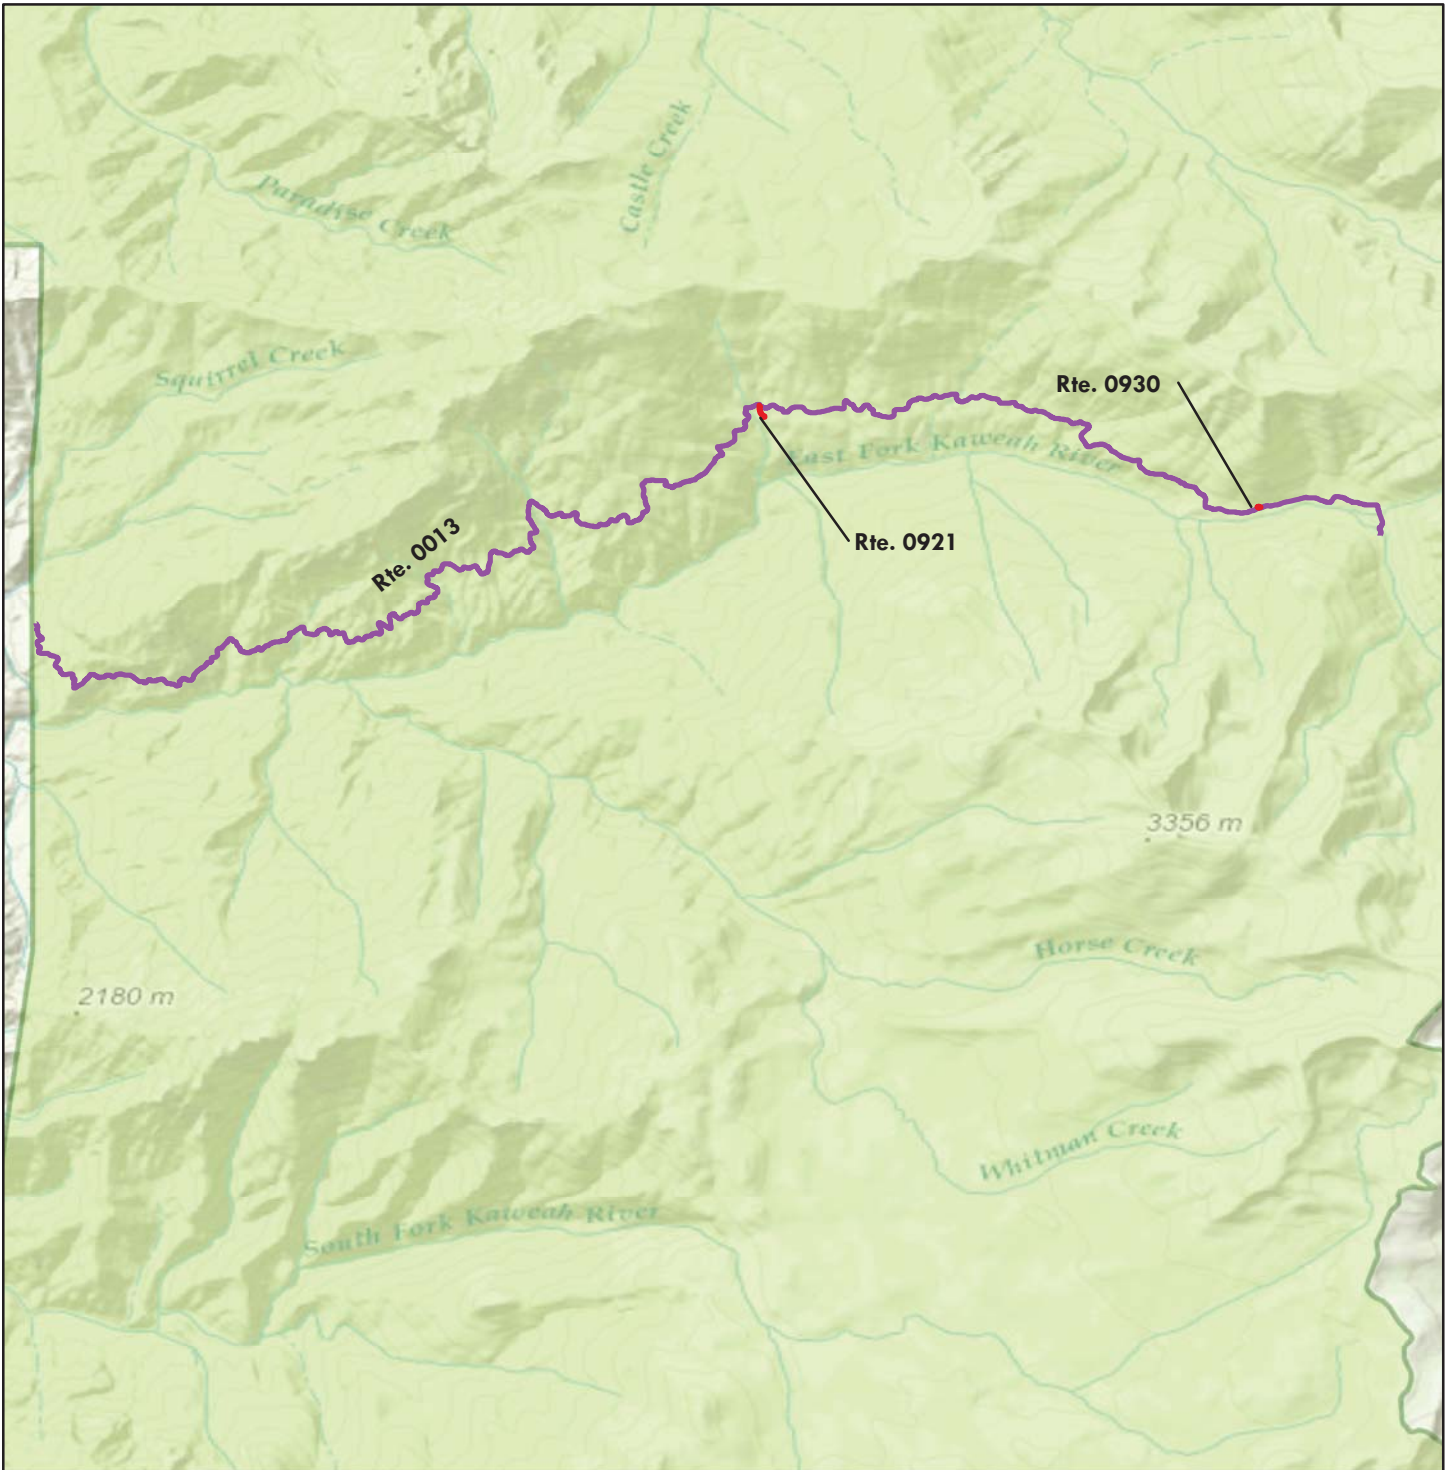 Castle Creek
Paradise Creek
Squirrel Creek
Rte. 0930
East Fork Kaweah River
Rte. 0013
Rte. 0921
3356 m
Horse Creek
2180 m
Whitman Creek
South Fork Kaweah River